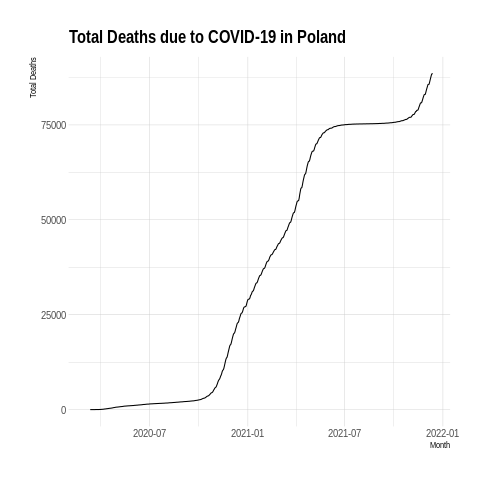 Total Deaths due to COVID-19 in Poland
Total Deaths
75000
50000
25000
0
2020-07
2021-01
2021-07
2022-01
Month